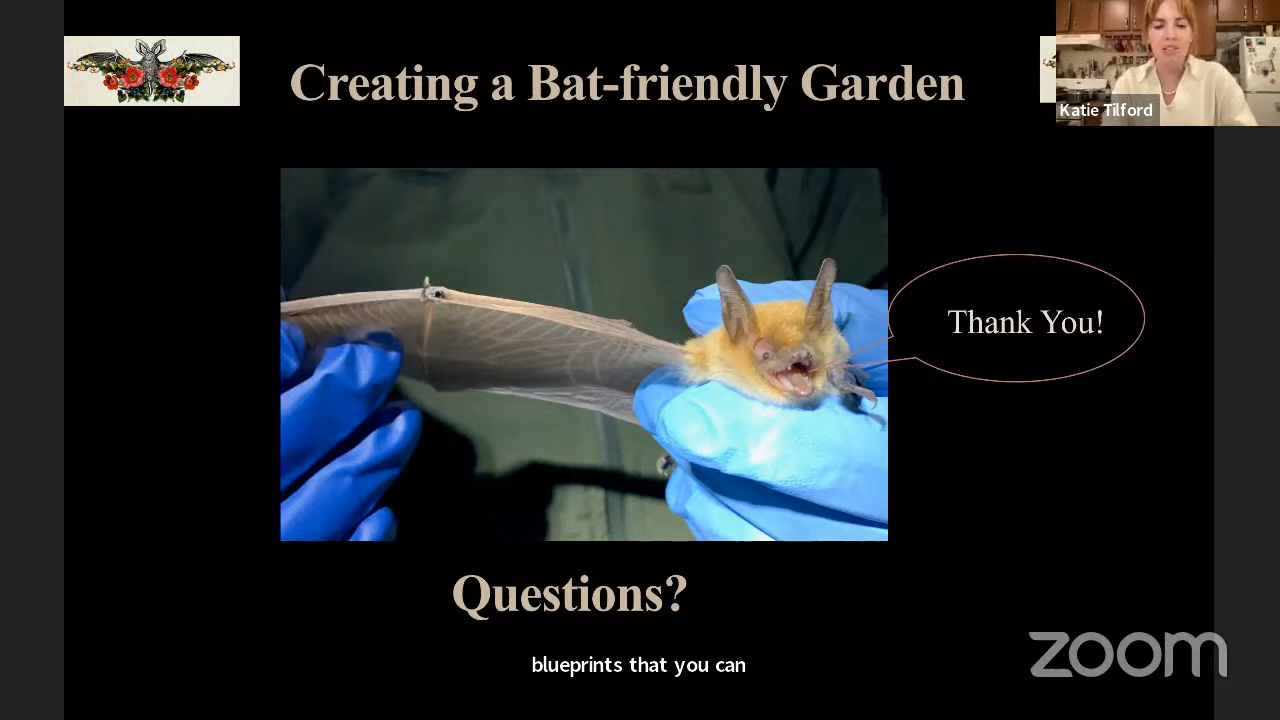 Creating a Bat-friendly Garden
Katie Tilford
Thank You!
Questions?
blueprints that you can
zoom